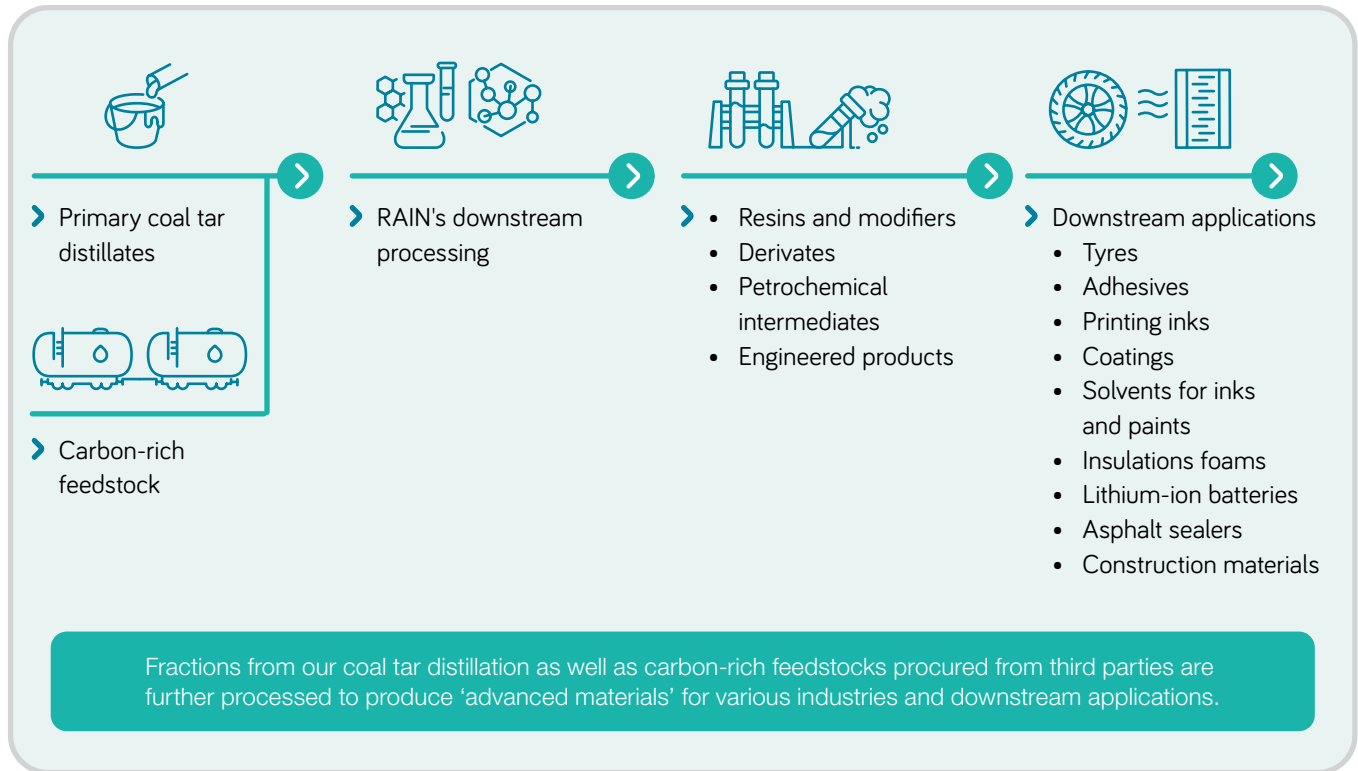 Primary coal tar
distillates
Carbon-rich
feedstock
RAIN's downstream
processing
• Resins and modifiers
• Derivates
• Petrochemical
intermediates
• Engineered products
Downstream applications
• Tyres
• Adhesives
• Printing inks
• Coatings
• Solvents for inks
and paints
• Insulations foams
• Lithium-ion batteries
• Asphalt sealers
• Construction materials
Fractions from our coal tar distillation as well as carbon-rich feedstocks procured from third parties are
further processed to produce ‘advanced materials’ for various industries and downstream applications.